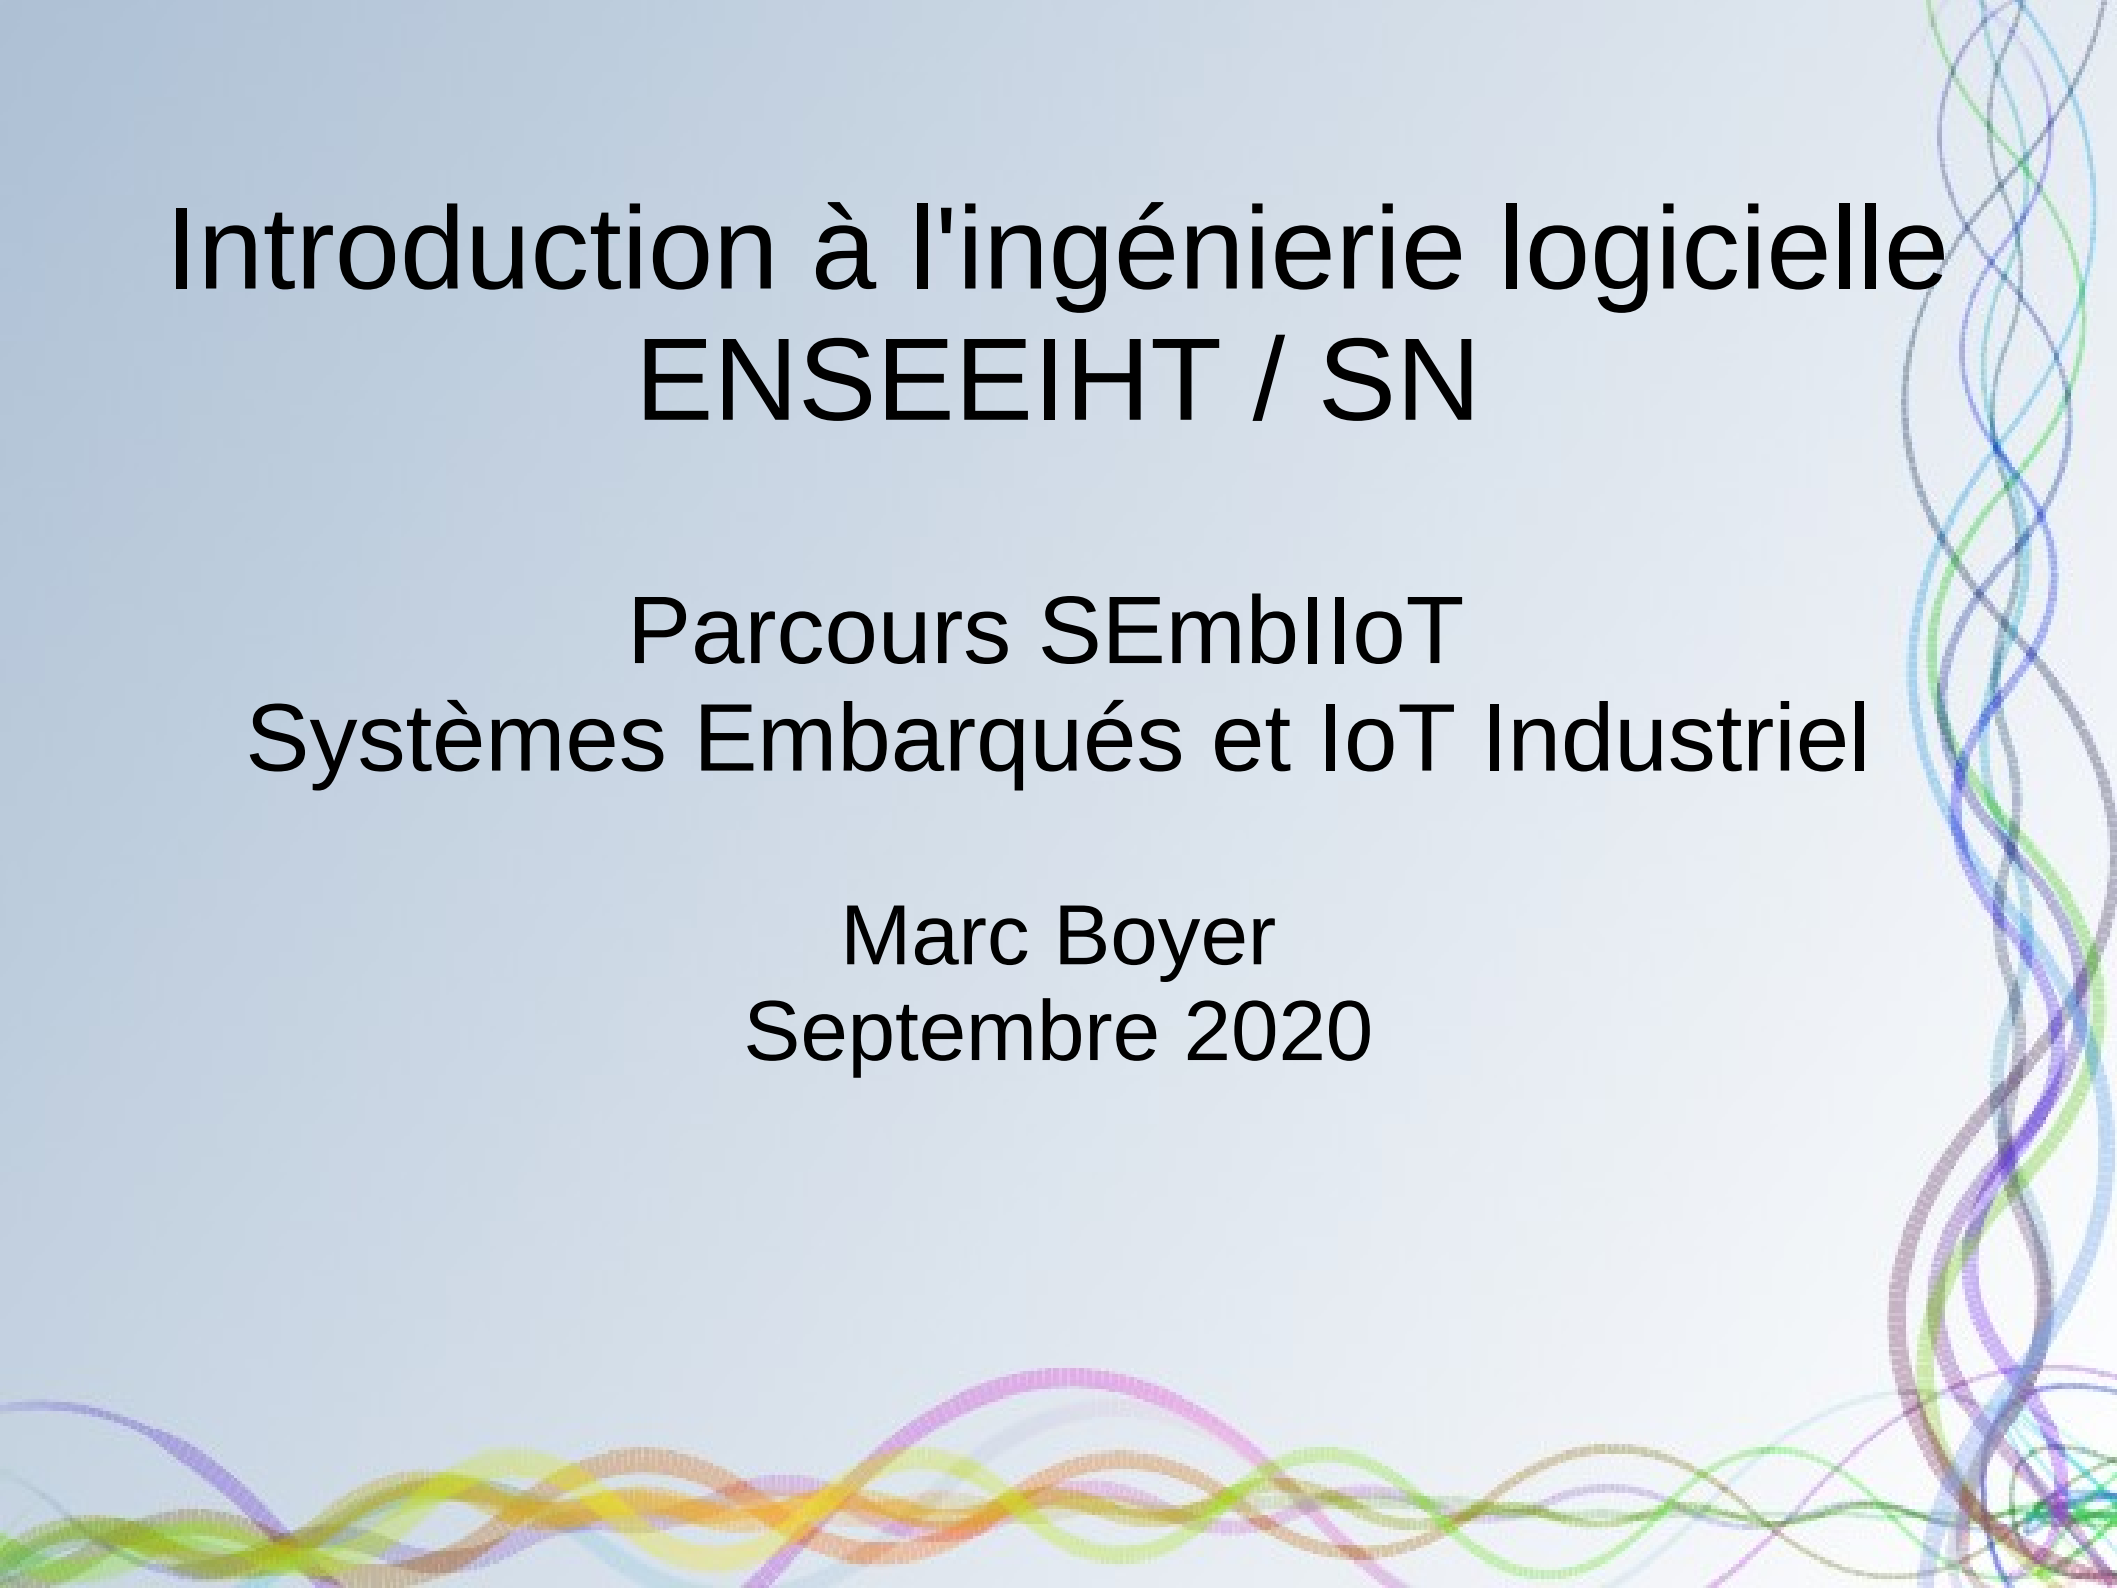 Introduction à l'ingénierie logicielle
ENSEEIHT / SN
Parcours SEmbIIoT
Systèmes Embarqués et IoT Industriel
Marc Boyer
Septembre 2020